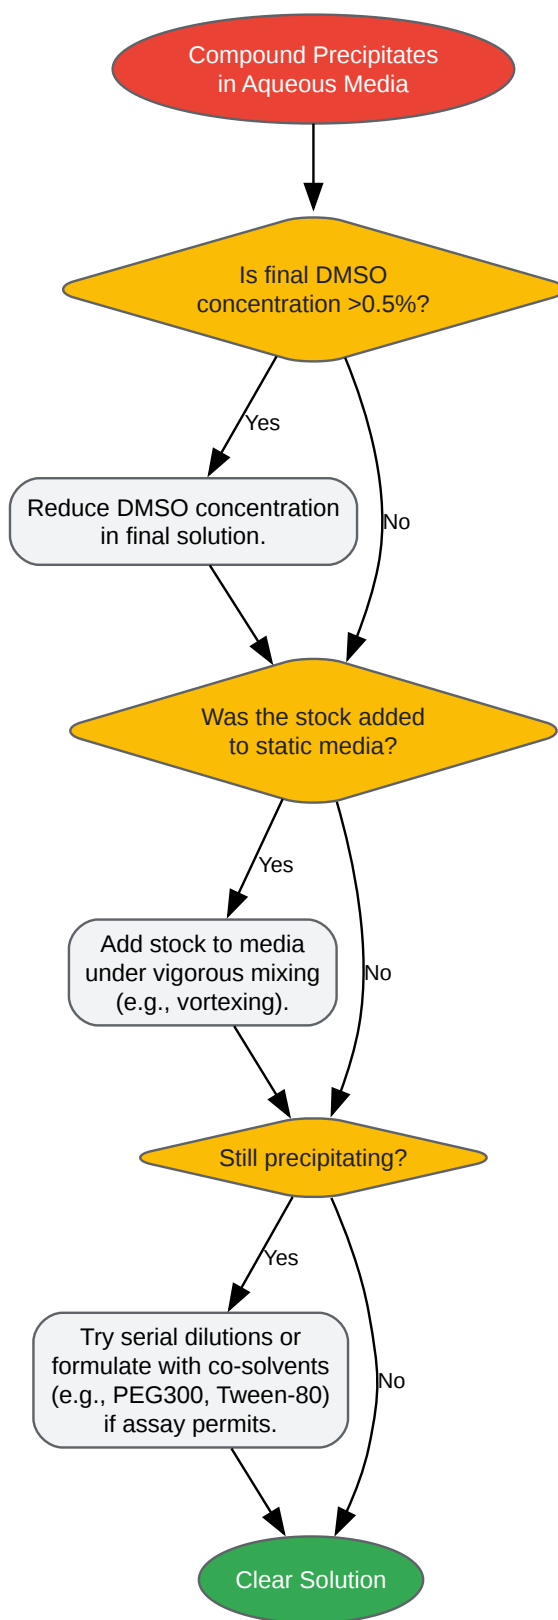 Compound Precipitates
in Aqueous Media
Is final DMSO
concentration >0.5%?
Yes
Reduce DMSO concentration
in final solution.
No
Was the stock added
to static media?
Yes
Add stock to media
under vigorous mixing
(e.g., vortexing).
No
Still precipitating?
Yes
Try serial dilutions or
formulate with co-solvents
(e.g., PEG300, Tween-80)
if assay permits.
No
Clear Solution